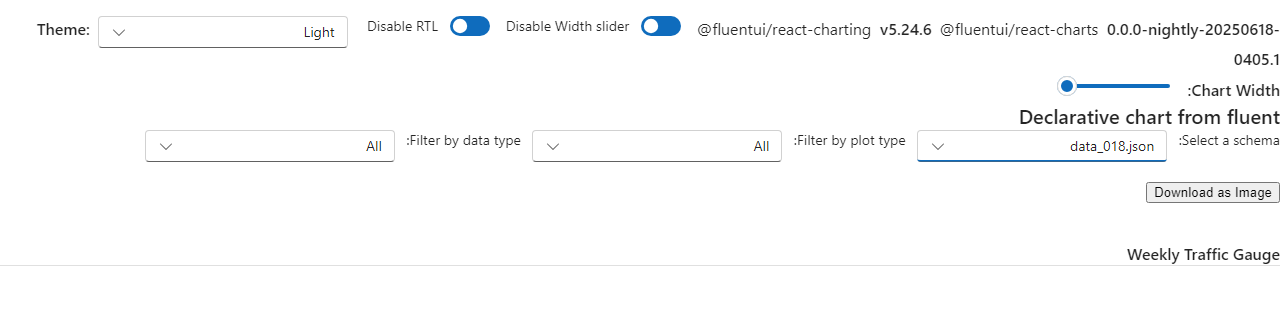 Theme: Light Disable RTL Disable Width slider @fluentui/react-charting v5.24.6 @fluentui/react-charts 0.0.0-nightly-20250618-
0405.1
:Chart Width
Declarative chart from fluent
:Select a schema data_018.json :Filter by plot type All :Filter by data type All
Download as Image
Weekly Traffic Gauge